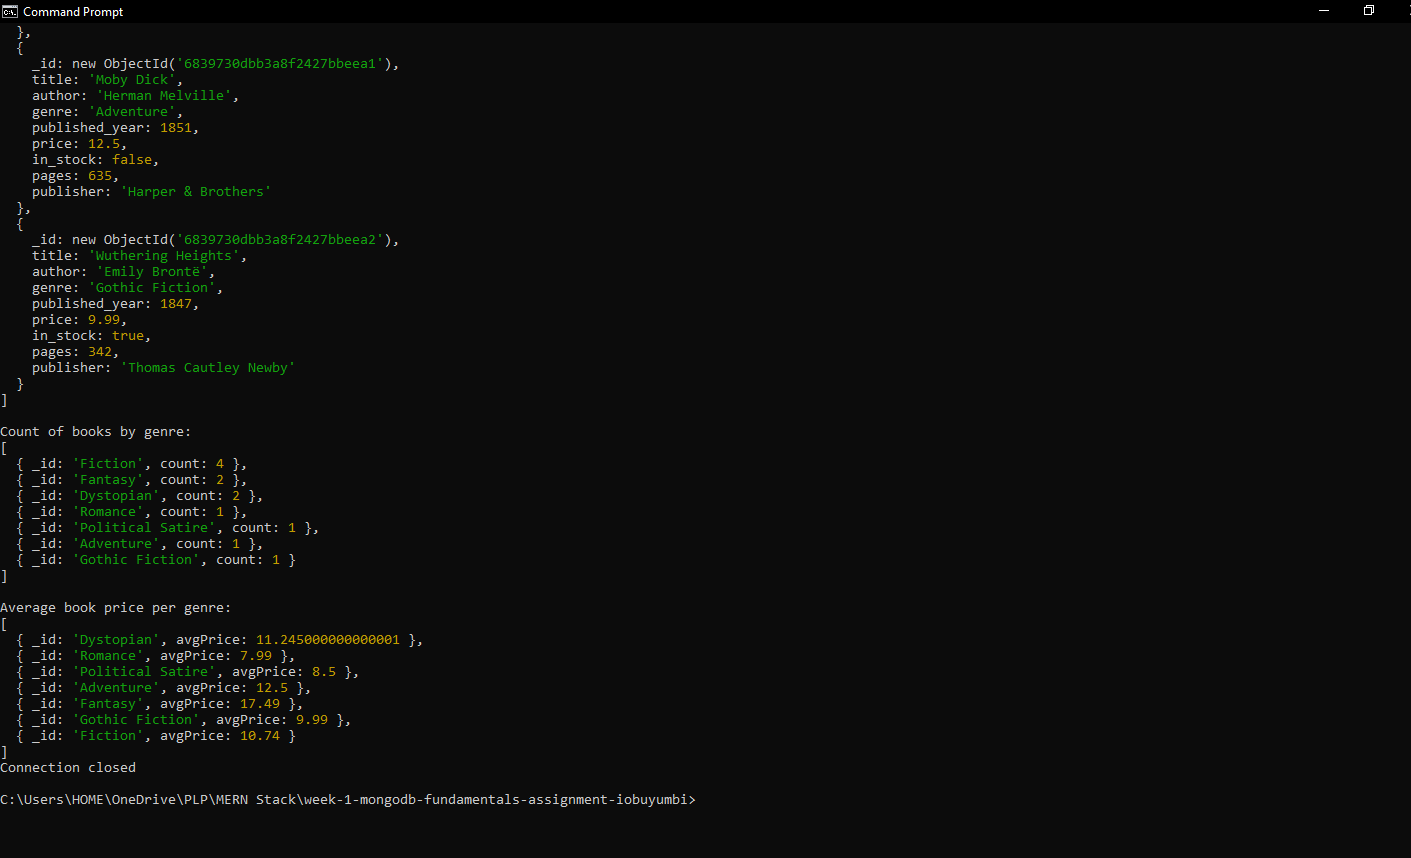 Command Prompt
  },
  {
    _id: new ObjectId('6839730dbb3a8f2427bbeea1'),
    title: 'Moby Dick',
    author: 'Herman Melville',
    genre: 'Adventure',
    published_year: 1851,
    price: 12.5,
    in_stock: false,
    pages: 635,
    publisher: 'Harper & Brothers'
  },
  {
    _id: new ObjectId('6839730dbb3a8f2427bbeea2'),
    title: 'Wuthering Heights',
    author: 'Emily Brontë',
    genre: 'Gothic Fiction',
    published_year: 1847,
    price: 9.99,
    in_stock: true,
    pages: 342,
    publisher: 'Thomas Cautley Newby'
  }
]

Count of books by genre:
[
  { _id: 'Fiction', count: 4 },
  { _id: 'Fantasy', count: 2 },
  { _id: 'Dystopian', count: 2 },
  { _id: 'Romance', count: 1 },
  { _id: 'Political Satire', count: 1 },
  { _id: 'Adventure', count: 1 },
  { _id: 'Gothic Fiction', count: 1 }
]

Average book price per genre:
[
  { _id: 'Dystopian', avgPrice: 11.245000000000001 },
  { _id: 'Romance', avgPrice: 7.99 },
  { _id: 'Political Satire', avgPrice: 8.5 },
  { _id: 'Adventure', avgPrice: 12.5 },
  { _id: 'Fantasy', avgPrice: 17.49 },
  { _id: 'Gothic Fiction', avgPrice: 9.99 },
  { _id: 'Fiction', avgPrice: 10.74 }
]
Connection closed

C:\Users\HOME\OneDrive\PLP\MERN Stack\week-1-mongodb-fundamentals-assignment-iobuyumbi>